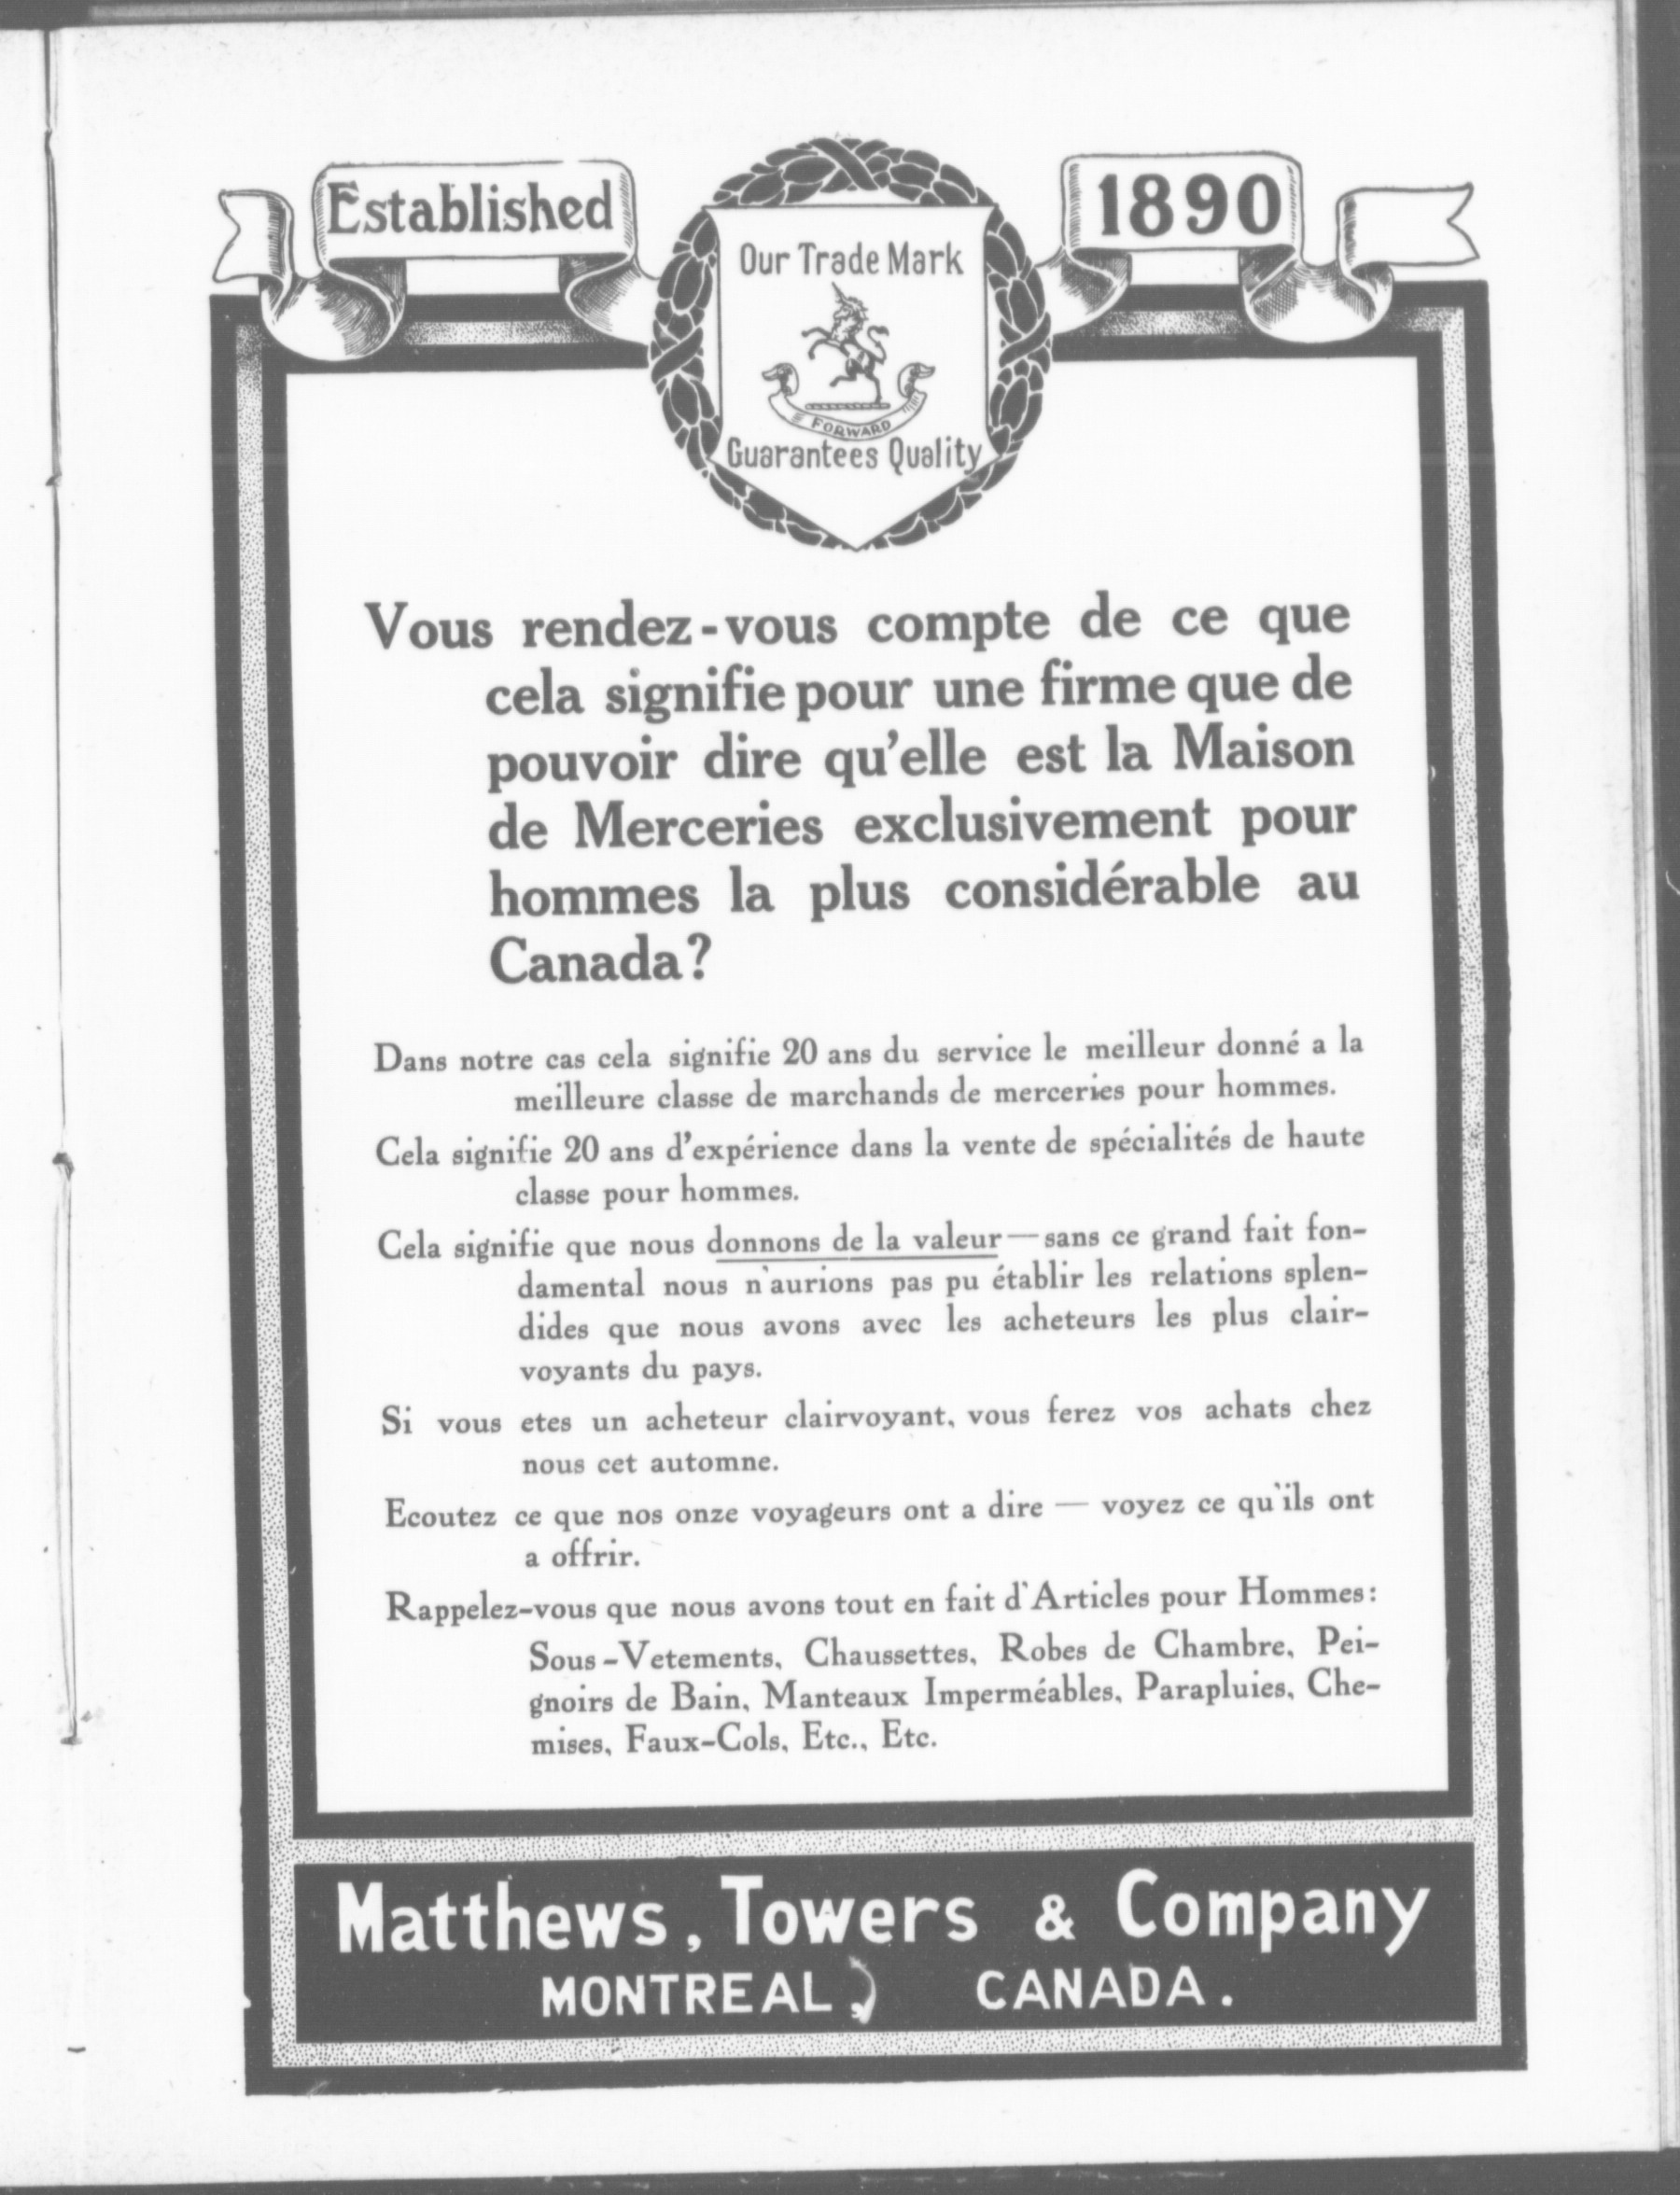 Established 1890
Our Trade Mark
FORWARD
Guarantees Quality
Vous rendez-vous compte de ce que
cela signifie pour une firme que de
pouvoir dire qu'elle est la Maison
de Merceries exclusivement pour
hommes la plus considérable au
Canada?
Dans notre cas cela signifie 20 ans du service le meilleur donné a la
meilleure classe de marchands de merceries pour hommes.
Cela signifie 20 ans d'expérience dans la vente de spécialités de haute
classe pour hommes.
Cela signifie que nous donnons de la valeur—sans ce grand fait fon-
damental nous n'aurions pas pu établir les relations splen-
dides que nous avons avec les acheteurs les plus clair-
voyants du pays.
Si vous etes un acheteur clairvoyant, vous ferez vos achats chez
nous cet automne.
Ecoutez ce que nos onze voyageurs ont a dire — voyez ce qu'ils ont
a offrir.
Rappelez-vous que nous avons tout en fait d'Articles pour Hommes:
Sous-Vetements, Chaussettes, Robes de Chambre, Pei-
gnoirs de Bain, Manteaux Imperméables, Parapluies, Che-
mises, Faux-Cols, Etc., Etc.
Matthews, Towers & Company
MONTREAL, CANADA.